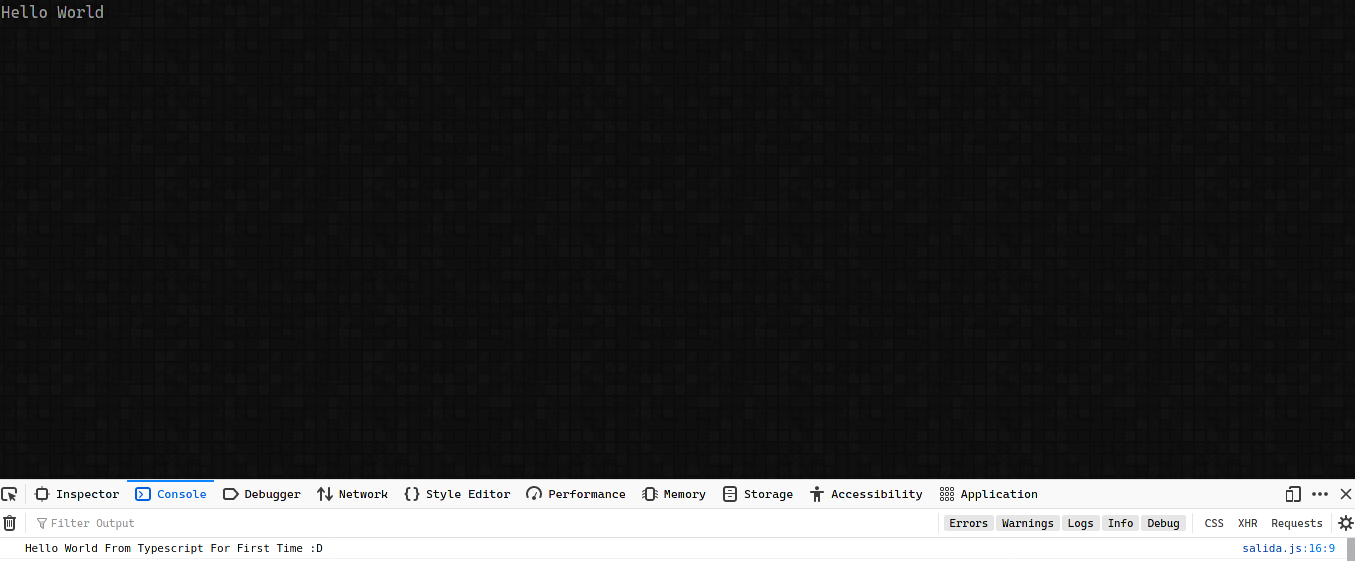 Hello World
Inspector Console Debugger Network Style Editor Performance Memory Storage Accessibility Application
Filter Output Errors Warnings Logs Info Debug CSS XHR Requests
Hello World From Typescript For First Time :D salida.js:16:9